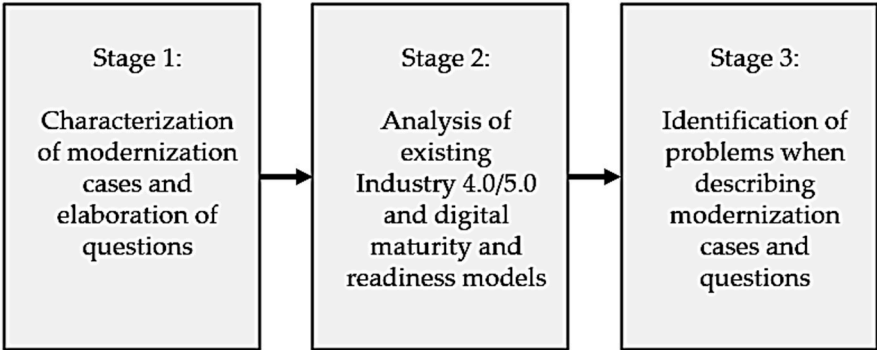 Stage 1:
Characterization
of modernization
cases and
elaboration of
questions
Stage 2:
Analysis of
existing
Industry 4.0/5.0
and digital
maturity and
readiness models
Stage 3:
Identification of
problems when
describing
modernization
cases and
questions